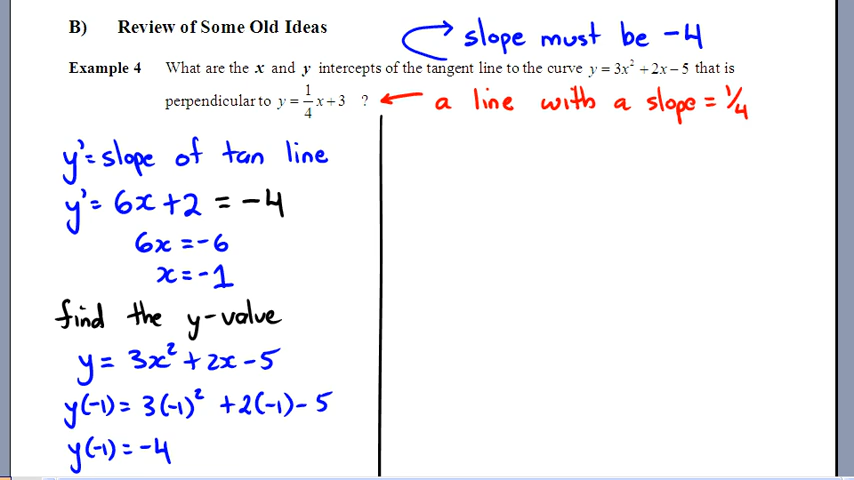 B) Review of Some Old Ideas
slope must be -4
Example 4 What are the x and y intercepts of the tangent line to the curve y = 3x² + 2x - 5 that is
perpendicular to y = 1/4 x + 3 ?
a line with a slope = 1/4
y' = slope of tan line
y' = 6x + 2 = -4
6x = -6
x = -1
find the y-value
y = 3x² + 2x - 5
y(-1) = 3(-1)² + 2(-1) - 5
y(-1) = -4